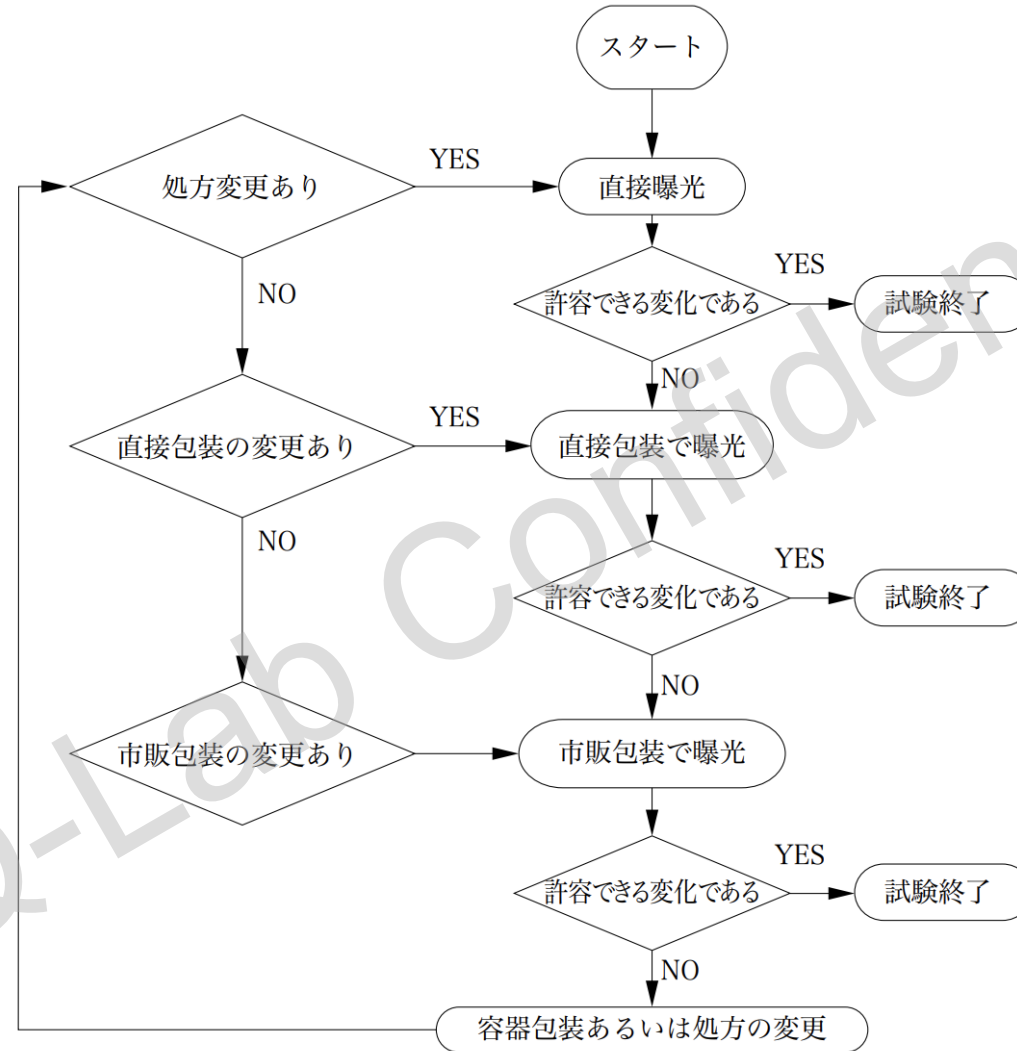 スタート
処方変更あり
YES
直接曝光
NO
許容できる変化である
YES
試験終了
NO
直接包装の変更あり
YES
直接包装で曝光
NO
許容できる変化である
YES
試験終了
NO
市販包装の変更あり
市販包装で曝光
許容できる変化である
YES
試験終了
NO
容器包装あるいは処方の変更
Q-Lab Confiden